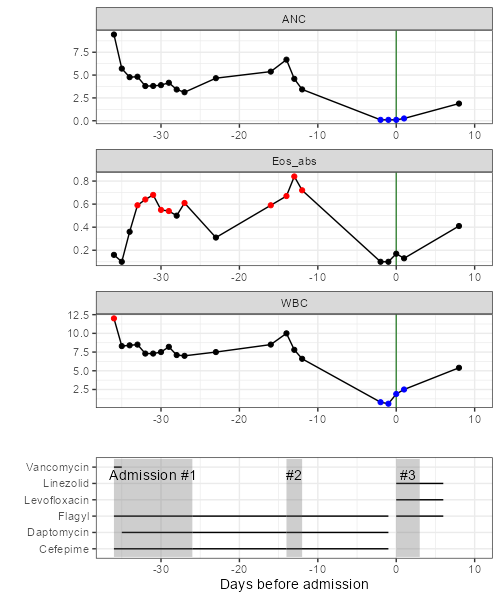 ANC
7.5
5.0
2.5
0.0
-30 -20 -10 0 10
Eos_abs
0.8
0.6
0.4
0.2
-30 -20 -10 0 10
WBC
12.5
10.0
7.5
5.0
2.5
-30 -20 -10 0 10
Vancomycin
Admission #1 #2 #3
Linezolid
Levofloxacin
Flagyl
Daptomycin
Cefepime
-30 -20 -10 0 10
Days before admission